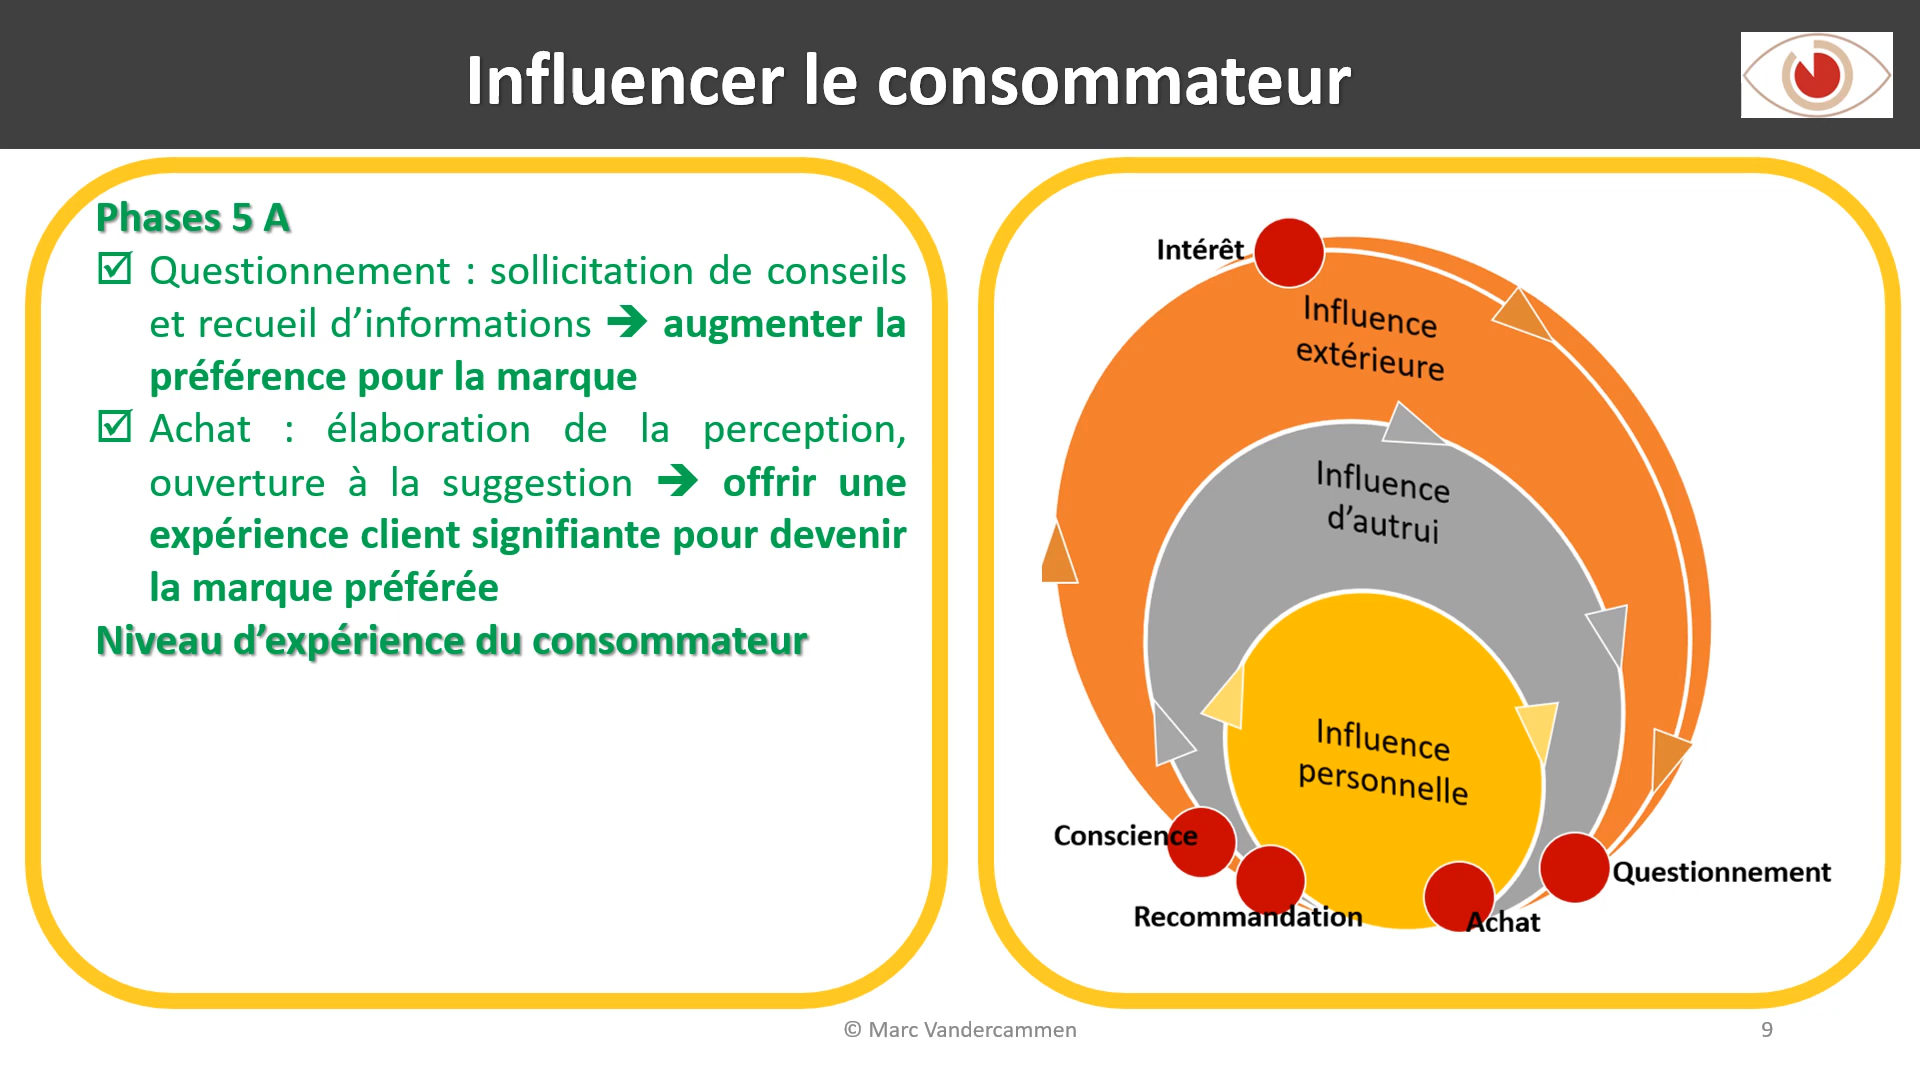 Influencer le consommateur
Phases 5 A
Questionnement : sollicitation de conseils
et recueil d’informations ➔ augmenter la
préférence pour la marque
Achat : élaboration de la perception,
ouverture à la suggestion ➔ offrir une
expérience client signifiante pour devenir
la marque préférée
Niveau d’expérience du consommateur
Intérêt
Influence
extérieure
Influence
d’autrui
Influence
personnelle
Conscience
Questionnement
Recommandation
Achat
© Marc Vandercammen
9